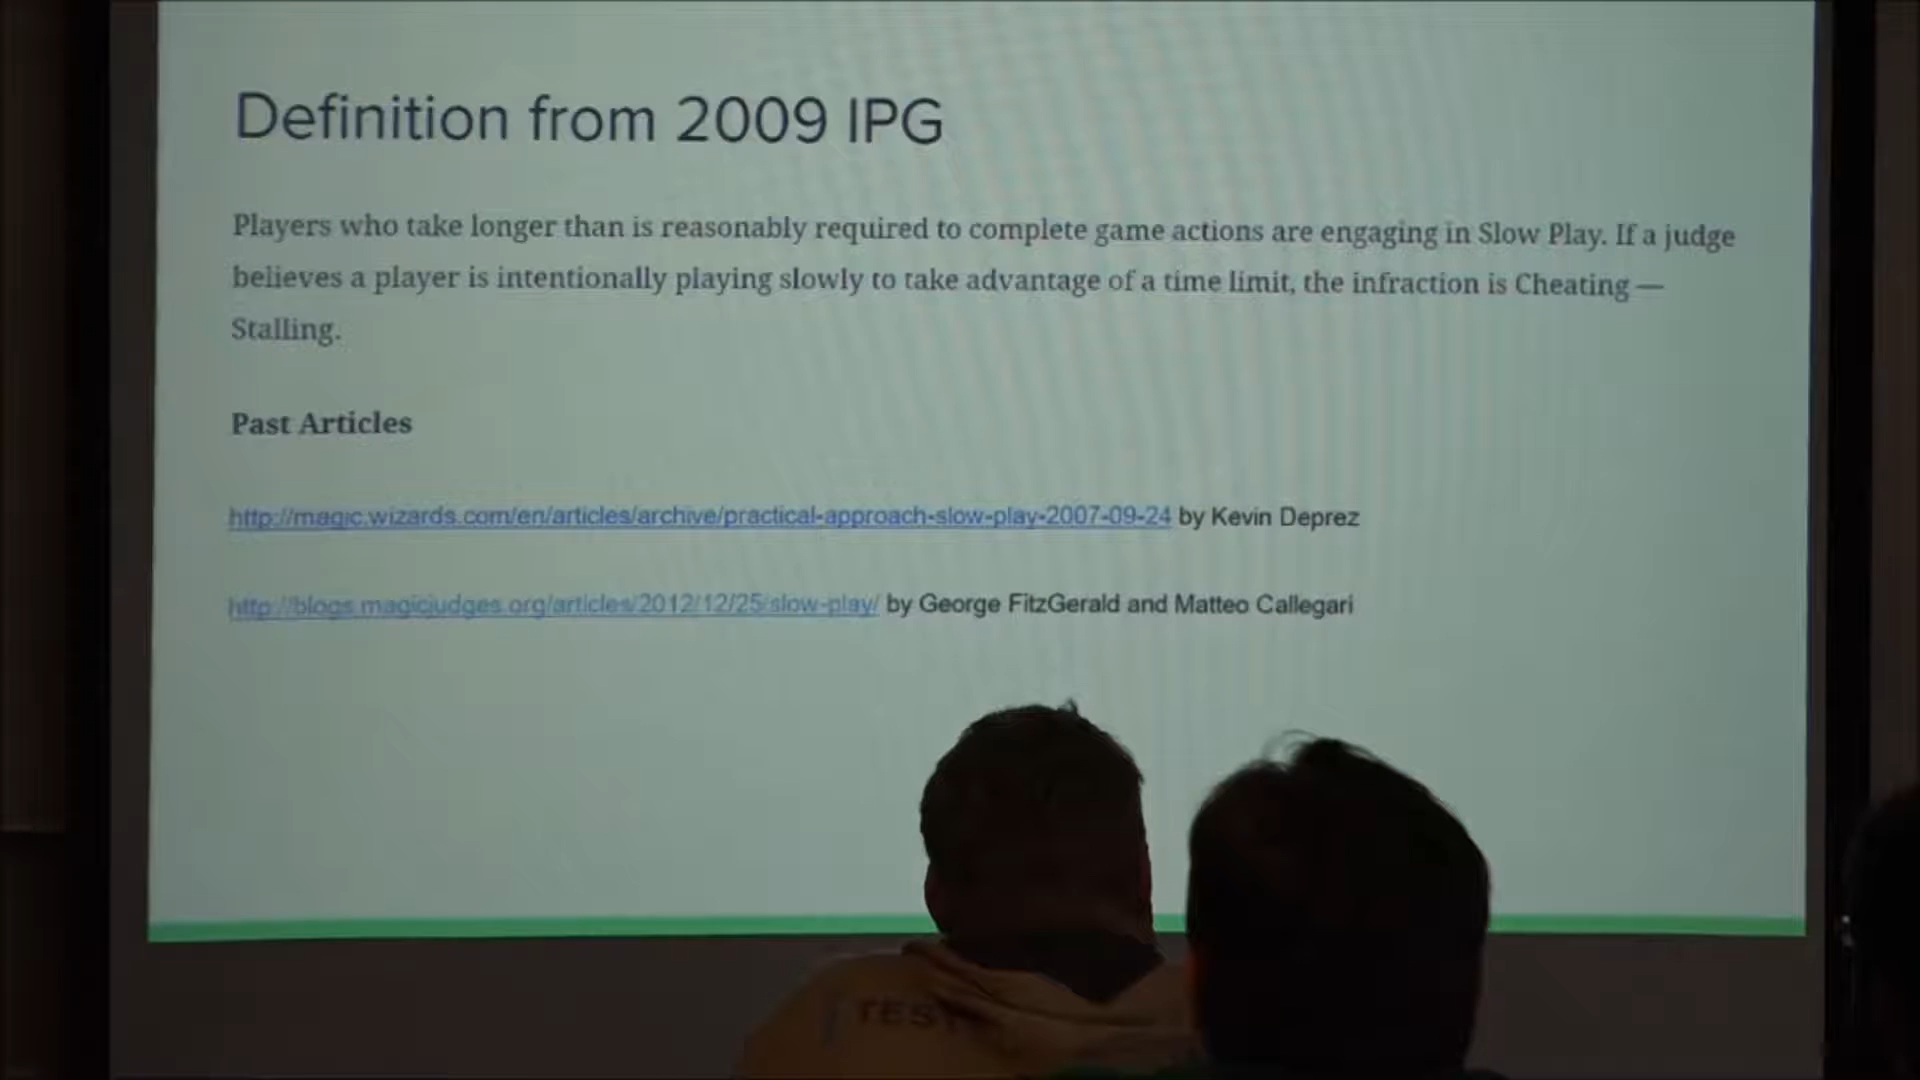 Definition from 2009 IPG
Players who take longer than is reasonably required to complete game actions are engaging in Slow Play. If a judge
believes a player is intentionally playing slowly to take advantage of a time limit, the infraction is Cheating —
Stalling.
Past Articles
http://magic.wizards.com/en/articles/archive/practical-approach-slow-play-2007-09-24 by Kevin Deprez
http://blogs.magicjudges.org/articles/2012/12/25/slow-play/ by George FitzGerald and Matteo Callegari
TEST